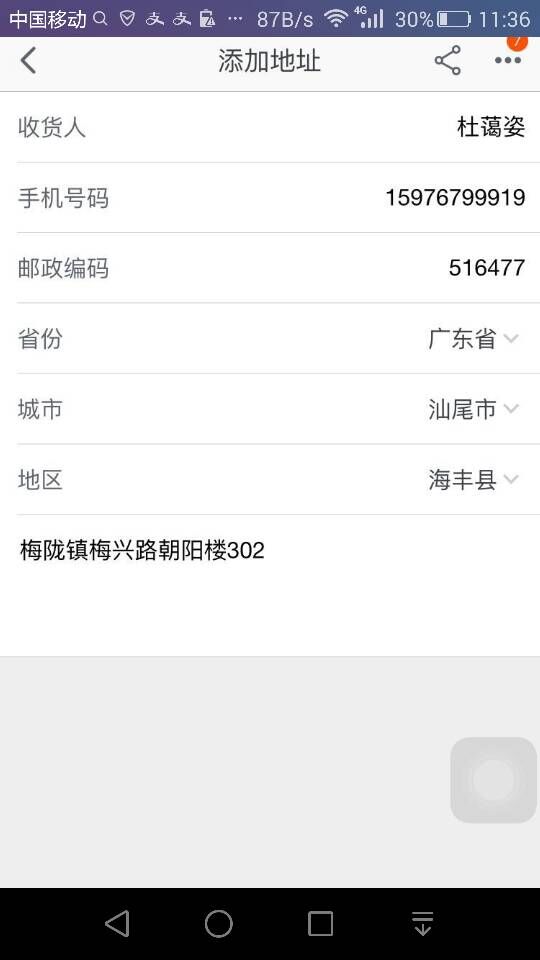 中国移动 87B/s 4G 30% 11:36
添加地址 7
收货人 杜蔼姿
手机号码 15976799919
邮政编码 516477
省份 广东省
城市 汕尾市
地区 海丰县
梅陇镇梅兴路朝阳楼302